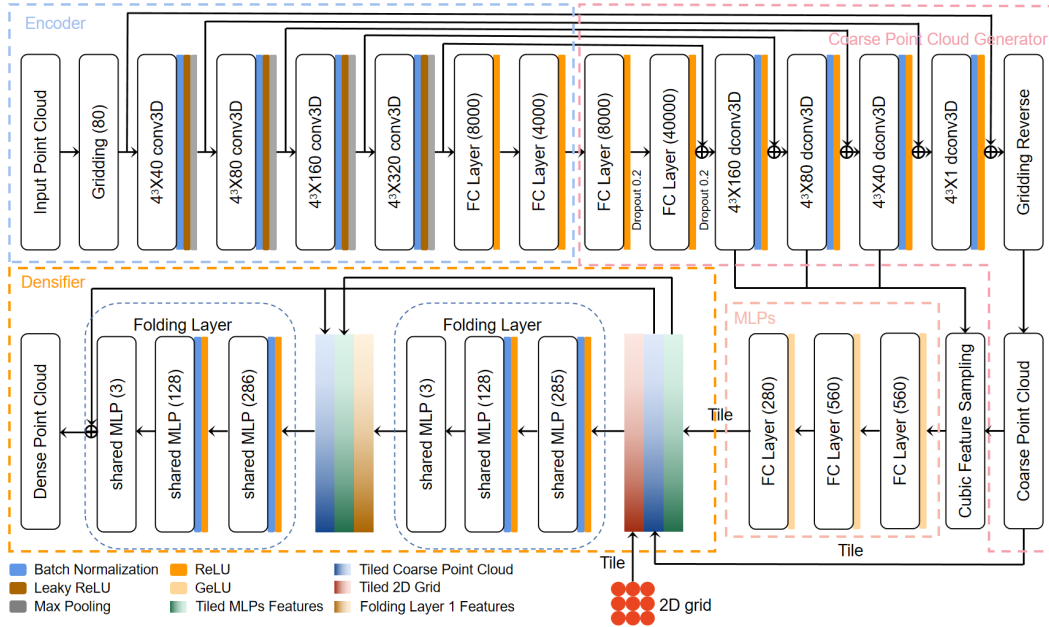 Encoder
Coarse Point Cloud Generator
Input Point Cloud
Gridding (80)
4³X40 conv3D
4³X80 conv3D
4³X160 conv3D
4³X320 conv3D
FC Layer (8000)
FC Layer (4000)
FC Layer (8000)
Dropout 0.2
FC Layer (40000)
Dropout 0.2
4³X160 dconv3D
4³X80 dconv3D
4³X40 dconv3D
4³X1 dconv3D
Gridding Reverse
Densifier
Dense Point Cloud
Folding Layer
shared MLP (3)
shared MLP (128)
shared MLP (286)
Folding Layer
shared MLP (3)
shared MLP (128)
shared MLP (285)
Tile
MLPs
FC Layer (280)
FC Layer (560)
FC Layer (560)
Cubic Feature Sampling
Coarse Point Cloud
Tile
Tile
2D grid
Batch Normalization
ReLU
Tiled Coarse Point Cloud
Leaky ReLU
GeLU
Tiled 2D Grid
Max Pooling
Tiled MLPs Features
Folding Layer 1 Features